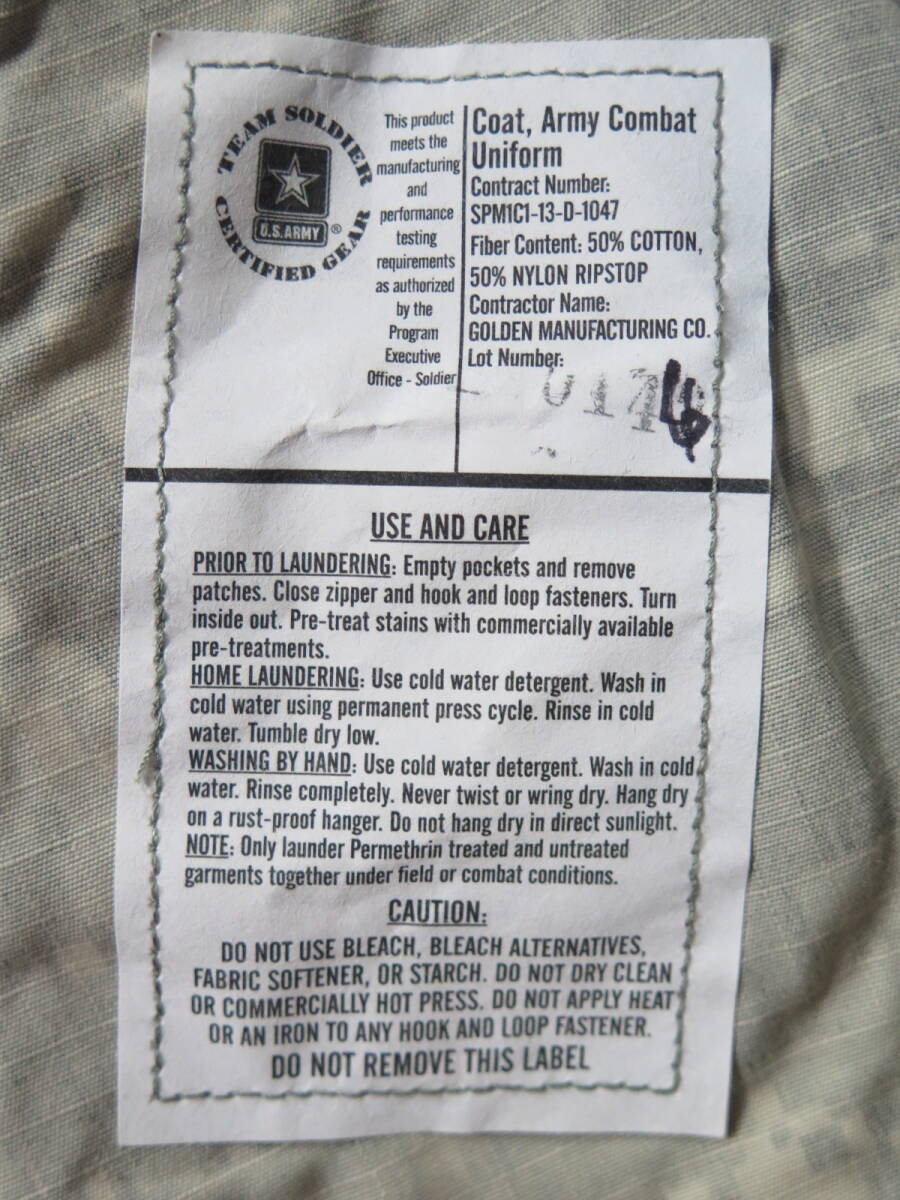 TEAM SOLDIER
U.S.ARMY ®
CERTIFIED GEAR
This product
meets the
manufacturing
and
performance
testing
requirements
as authorized
by the
Program
Executive
Office - Soldier
Coat, Army Combat
Uniform
Contract Number:
SPM1C1-13-D-1047
Fiber Content: 50% COTTON,
50% NYLON RIPSTOP
Contractor Name:
GOLDEN MANUFACTURING CO.
Lot Number:
USE AND CARE
PRIOR TO LAUNDERING: Empty pockets and remove
patches. Close zipper and hook and loop fasteners. Turn
inside out. Pre-treat stains with commercially available
pre-treatments.
HOME LAUNDERING: Use cold water detergent. Wash in
cold water using permanent press cycle. Rinse in cold
water. Tumble dry low.
WASHING BY HAND: Use cold water detergent. Wash in cold
water. Rinse completely. Never twist or wring dry. Hang dry
on a rust-proof hanger. Do not hang dry in direct sunlight.
NOTE: Only launder Permethrin treated and untreated
garments together under field or combat conditions.
CAUTION:
DO NOT USE BLEACH, BLEACH ALTERNATIVES,
FABRIC SOFTENER, OR STARCH. DO NOT DRY CLEAN
OR COMMERCIALLY HOT PRESS. DO NOT APPLY HEAT
OR AN IRON TO ANY HOOK AND LOOP FASTENER.
DO NOT REMOVE THIS LABEL